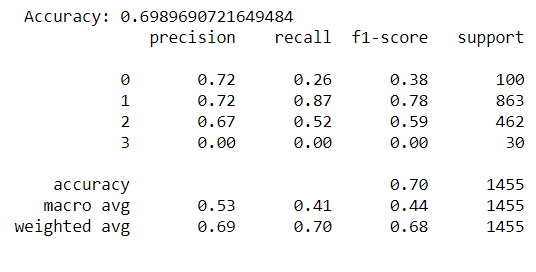 Accuracy: 0.6989690721649484
precision recall f1-score support
0 0.72 0.26 0.38 100
1 0.72 0.87 0.78 863
2 0.67 0.52 0.59 462
3 0.00 0.00 0.00 30
accuracy 0.70 1455
macro avg 0.53 0.41 0.44 1455
weighted avg 0.69 0.70 0.68 1455